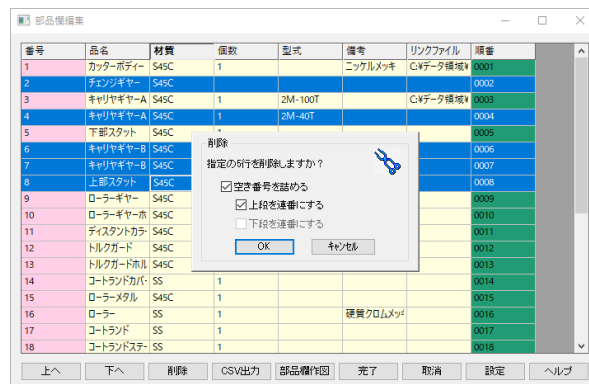 部品欄編集
番号 品名 材質 個数 型式 備考 リンクファイル 順番
1 カッターボディー S45C 1 ニッケルメッキ C:¥データ領域¥ 0001
2 チェンジギヤー S45C 0002
3 キャリヤギヤーA S45C 1 2M-100T C:¥データ領域¥ 0003
4 キャリヤギヤーA S45C 1 2M-40T 0004
5 下部スタット S45C 1 0005
6 キャリヤギヤーB S45C 0006
7 キャリヤギヤーB S45C 0007
8 上部スタット S45C 0008
9 ローラーギヤー S45C 0009
10 ローラーギヤーホ S45C 0010
11 ディスタントカラ- S45C 0011
12 トルクガード S45C 0012
13 トルクガードホル S45C 0013
14 コートランドカバ- SS 1 0014
15 ローラーメタル S45C 1 0015
16 ローラー SS 1 硬質クロムメッキ 0016
17 コートランド SS 1 0017
18 コートランドステー SS 1 0018
削除
指定の5行を削除しますか？
空き番号を詰める
上段を連番にする
下段を連番にする
OK キャンセル
上へ 下へ 削除 CSV出力 部品欄作図 完了 取消 設定 ヘルプ